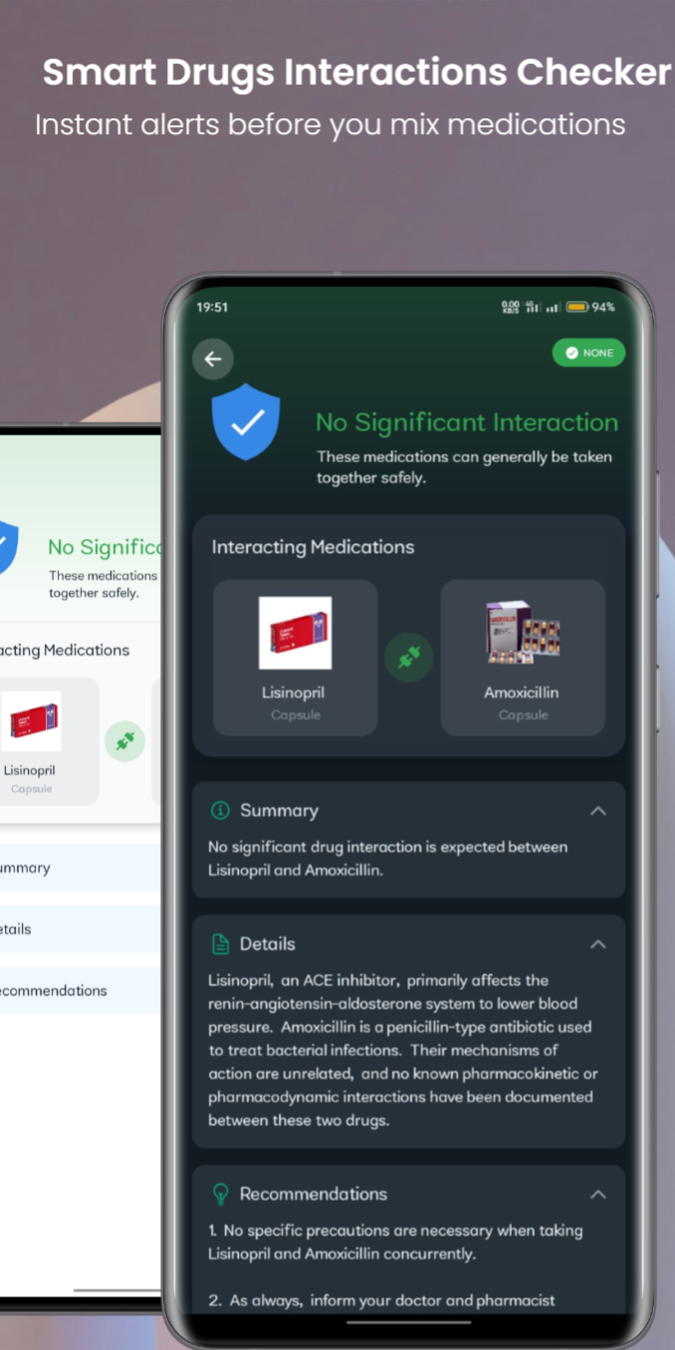 Smart Drugs Interactions Checker
Instant alerts before you mix medications
19:51
0.00 KB/S
4G
94%
NONE
No Significant Interaction
These medications can generally be taken
together safely.
Interacting Medications
Lisinopril
Capsule
Amoxicillin
Capsule
Summary
No significant drug interaction is expected between
Lisinopril and Amoxicillin.
Details
Lisinopril, an ACE inhibitor, primarily affects the
renin-angiotensin-aldosterone system to lower blood
pressure. Amoxicillin is a penicillin-type antibiotic used
to treat bacterial infections. Their mechanisms of
action are unrelated, and no known pharmacokinetic or
pharmacodynamic interactions have been documented
between these two drugs.
Recommendations
1. No specific precautions are necessary when taking
Lisinopril and Amoxicillin concurrently.
2. As always, inform your doctor and pharmacist
No Signific
These medications
together safely.
acting Medications
Lisinopril
Capsule
ummary
etails
ecommendations